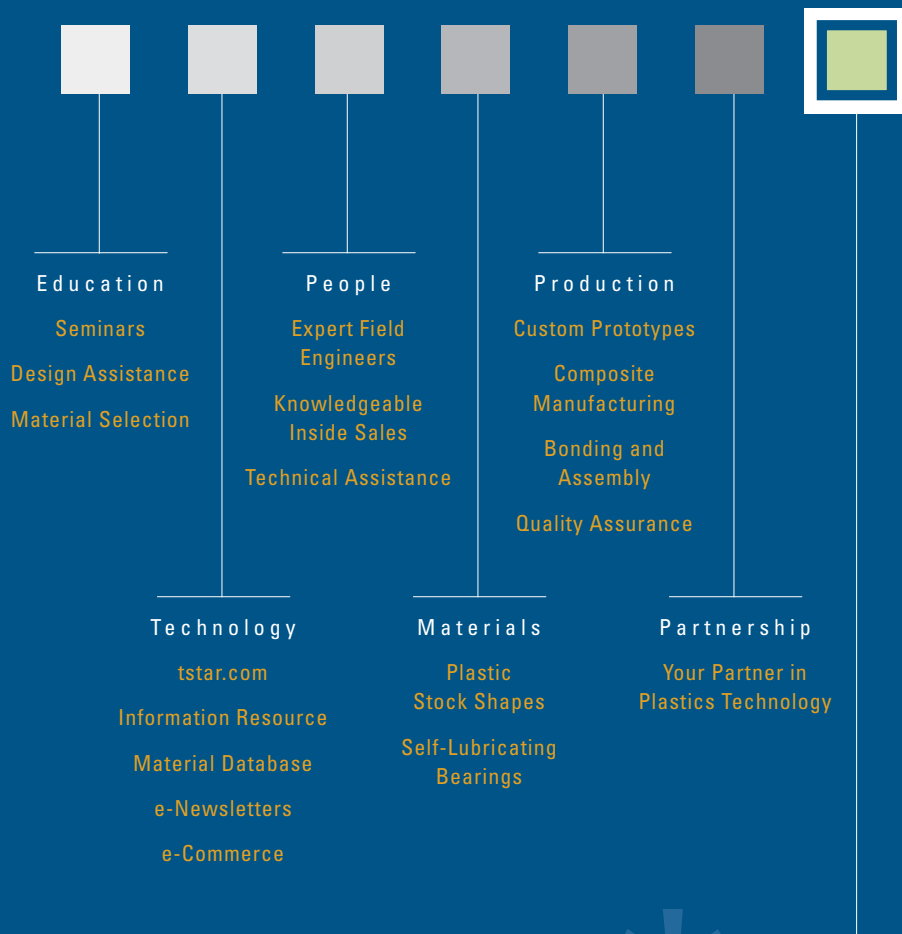 Education
Seminars
Design Assistance
Material Selection
People
Expert Field
Engineers
Knowledgeable
Inside Sales
Technical Assistance
Production
Custom Prototypes
Composite
Manufacturing
Bonding and
Assembly
Quality Assurance
Technology
tstar.com
Information Resource
Material Database
e-Newsletters
e-Commerce
Materials
Plastic
Stock Shapes
Self-Lubricating
Bearings
Partnership
Your Partner in
Plastics Technology